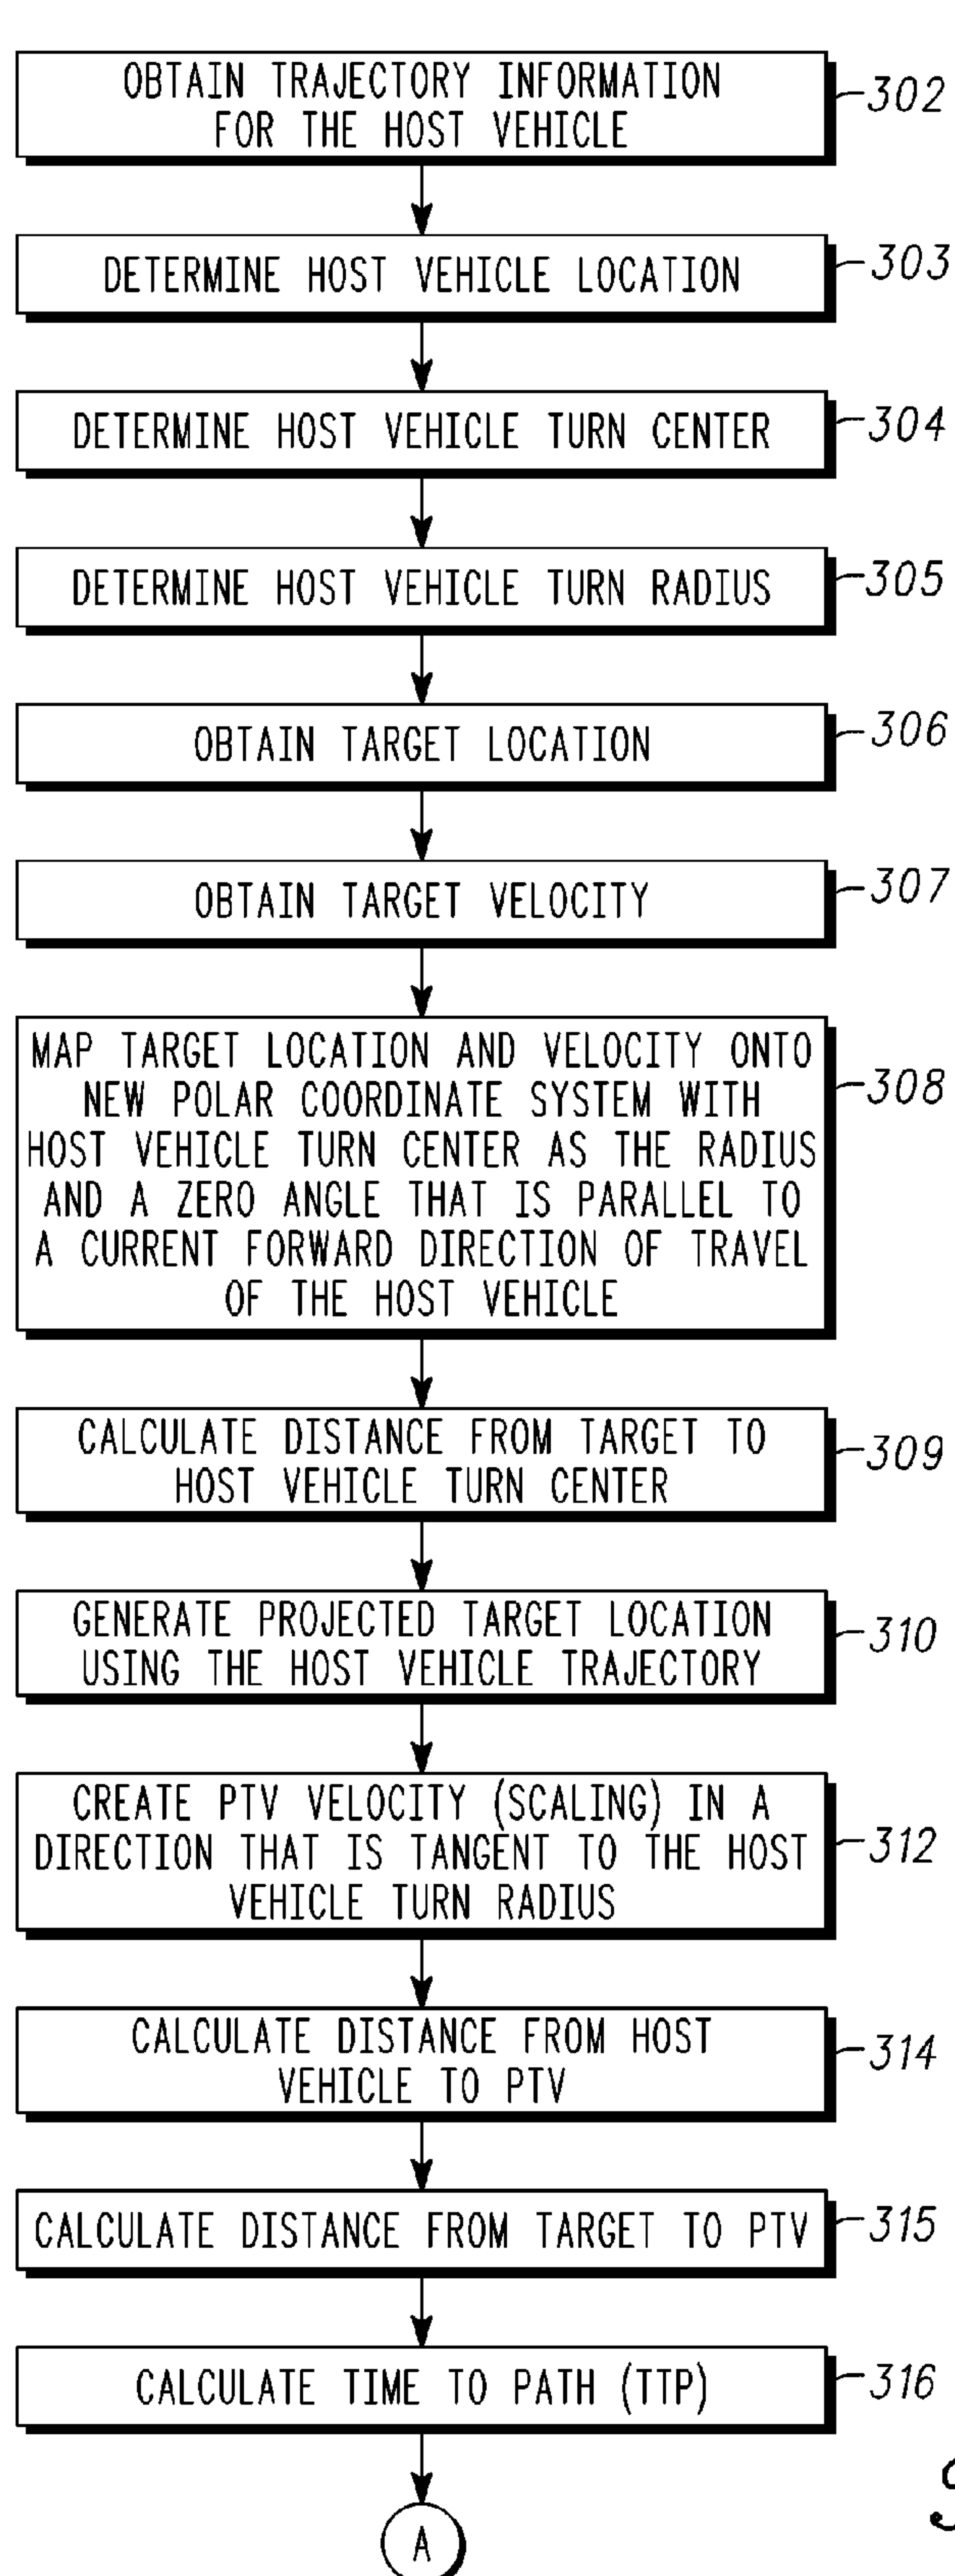 OBTAIN TRAJECTORY INFORMATION
FOR THE HOST VEHICLE
302
DETERMINE HOST VEHICLE LOCATION
303
DETERMINE HOST VEHICLE TURN CENTER
304
DETERMINE HOST VEHICLE TURN RADIUS
305
OBTAIN TARGET LOCATION
306
OBTAIN TARGET VELOCITY
307
MAP TARGET LOCATION AND VELOCITY ONTO
NEW POLAR COORDINATE SYSTEM WITH
HOST VEHICLE TURN CENTER AS THE RADIUS
AND A ZERO ANGLE THAT IS PARALLEL TO
A CURRENT FORWARD DIRECTION OF TRAVEL
OF THE HOST VEHICLE
308
CALCULATE DISTANCE FROM TARGET TO
HOST VEHICLE TURN CENTER
309
GENERATE PROJECTED TARGET LOCATION
USING THE HOST VEHICLE TRAJECTORY
310
CREATE PTV VELOCITY (SCALING) IN A
DIRECTION THAT IS TANGENT TO THE HOST
VEHICLE TURN RADIUS
312
CALCULATE DISTANCE FROM HOST
VEHICLE TO PTV
314
CALCULATE DISTANCE FROM TARGET TO PTV
315
CALCULATE TIME TO PATH (TTP)
316
A